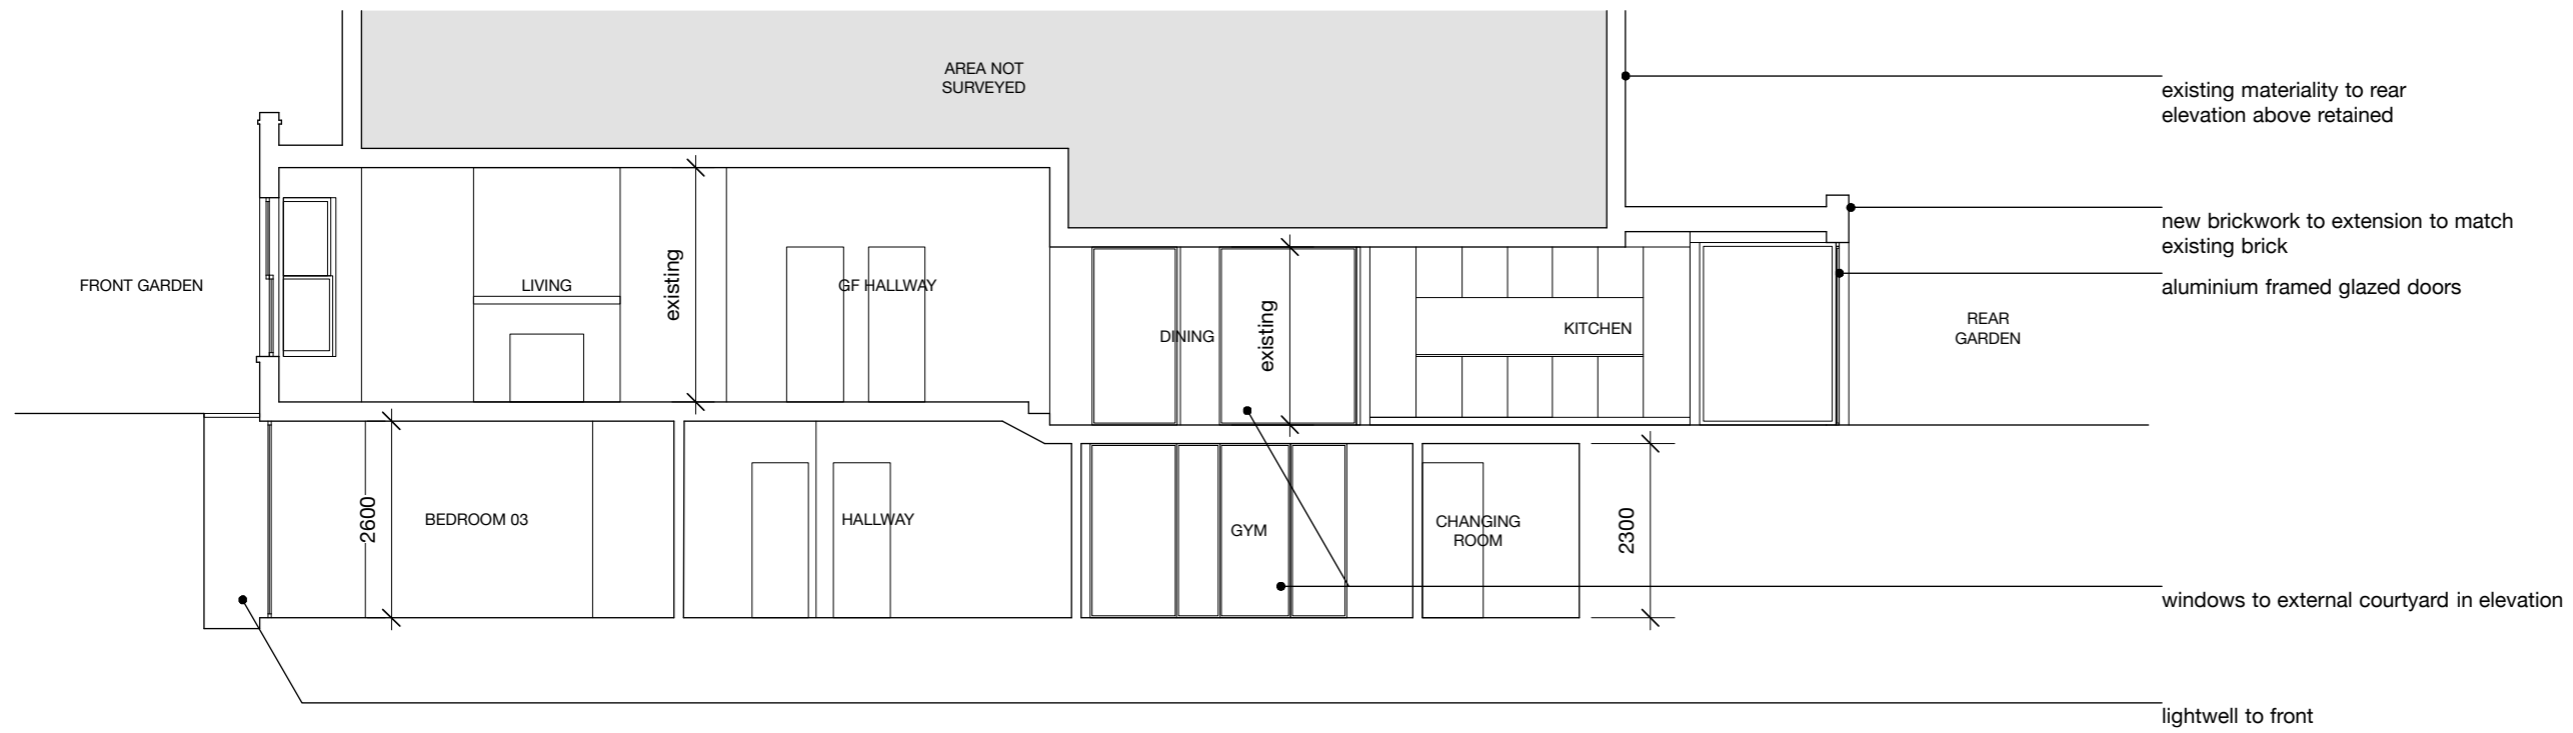 AREA NOT
SURVEYED
existing materiality to rear
elevation above retained
new brickwork to extension to match
existing brick
aluminium framed glazed doors
FRONT GARDEN
LIVING
existing
GF HALLWAY
DINING
existing
KITCHEN
REAR
GARDEN
2600
BEDROOM 03
HALLWAY
GYM
CHANGING
ROOM
2300
windows to external courtyard in elevation
lightwell to front